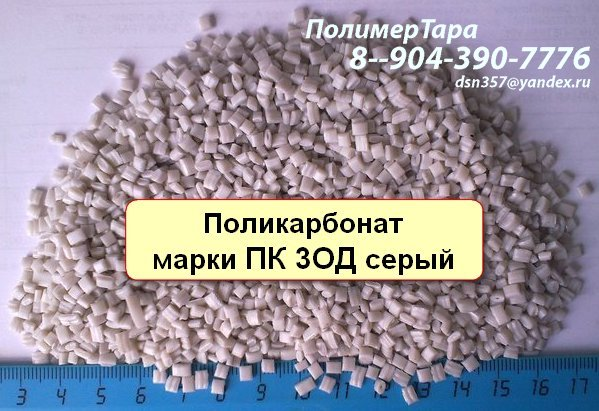 ПолимерТара
8--904-390-7776
dsn357@yandex.ru
Поликарбонат
марки ПК 3ОД серый
3 4 5 6 7 8 9 10 11 12 13 14 15 16 17